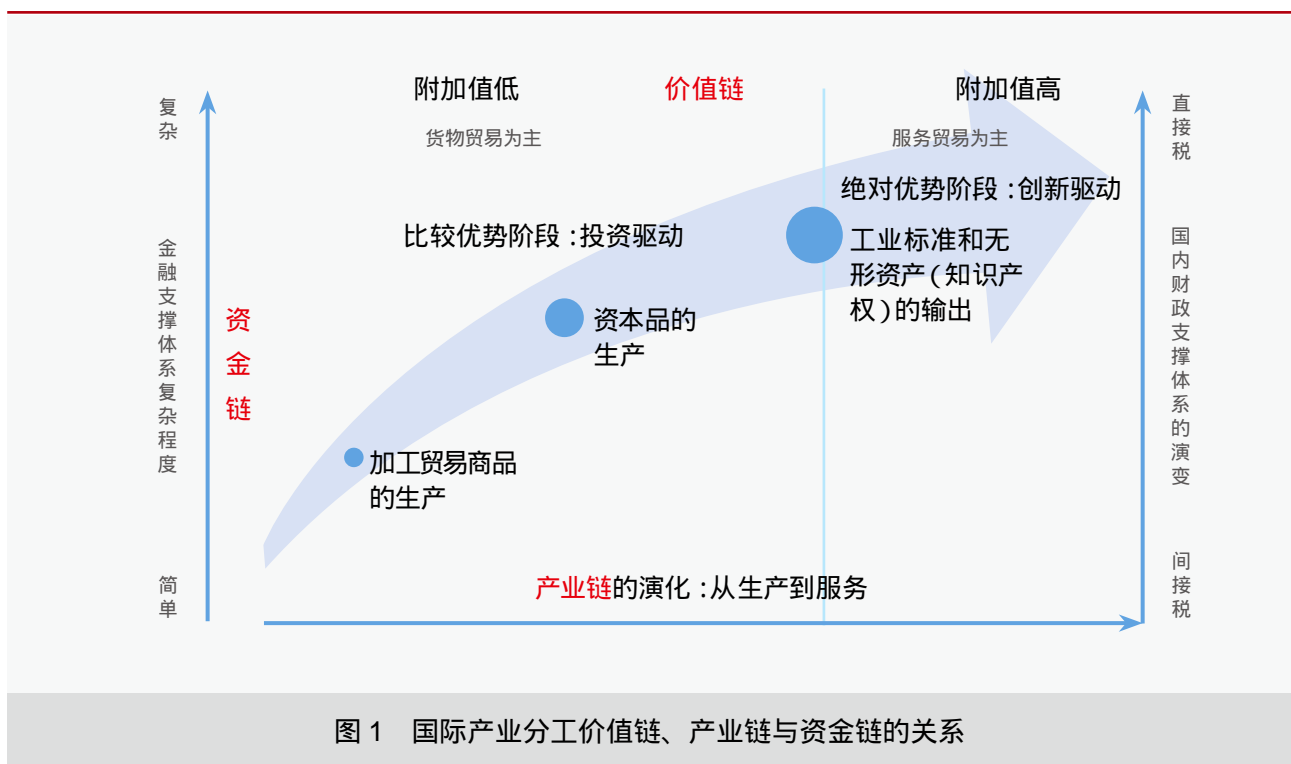 附加值低
价值链
附加值高
货物贸易为主
服务贸易为主
复杂
金融支撑体系复杂程度
简单
资金链
比较优势阶段：投资驱动
绝对优势阶段：创新驱动
工业标准和无
形资产（知识产
权）的输出
资本品的
生产
加工贸易商品
的生产
产业链的演化：从生产到服务
直接税
国内财政支撑体系的演变
间接税
图 1 国际产业分工价值链、产业链与资金链的关系